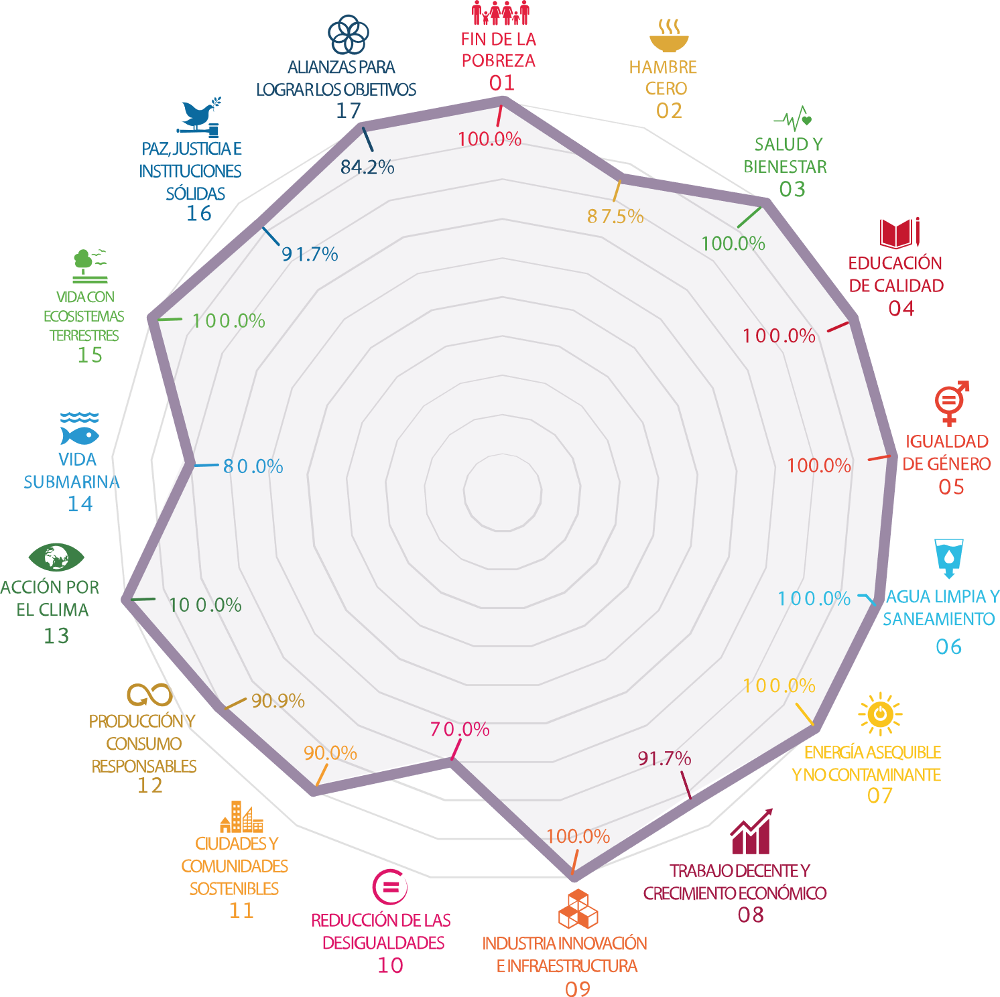 FIN DE LA
POBREZA
01
100.0%
HAMBRE
CERO
02
87.5%
SALUD Y
BIENESTAR
03
100.0%
EDUCACIÓN
DE CALIDAD
04
100.0%
IGUALDAD
DE GÉNERO
05
100.0%
AGUA LIMPIA Y
SANEAMIENTO
06
100.0%
ENERGÍA ASEQUIBLE
Y NO CONTAMINANTE
07
100.0%
TRABAJO DECENTE Y
CRECIMIENTO ECONÓMICO
08
91.7%
INDUSTRIA INNOVACIÓN
E INFRAESTRUCTURA
09
100.0%
REDUCCIÓN DE LAS
DESIGUALDADES
10
70.0%
CIUDADES Y
COMUNIDADES
SOSTENIBLES
11
90.0%
PRODUCCIÓN Y
CONSUMO
RESPONSABLES
12
90.9%
ACCIÓN POR
EL CLIMA
13
100.0%
VIDA
SUBMARINA
14
80.0%
VIDA CON
ECOSISTEMAS
TERRESTRES
15
100.0%
PAZ, JUSTICIA E
INSTITUCIONES
SÓLIDAS
16
91.7%
ALIANZAS PARA
LOGRAR LOS OBJETIVOS
17
84.2%